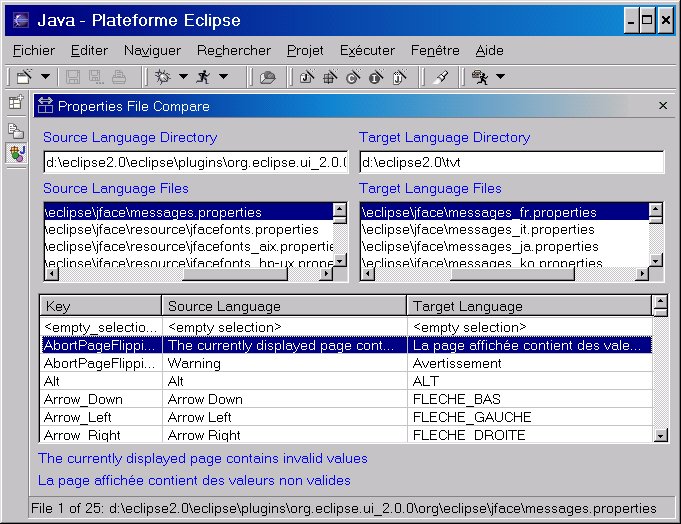 Java - Plateforme Eclipse
Fichier Editer Naviguer Rechercher Projet Exécuter Fenêtre Aide
Properties File Compare
Source Language Directory Target Language Directory
d:\eclipse2.0\eclipse\plugins\org.eclipse.ui_2.0.( d:\eclipse2.0\tvt
Source Language Files Target Language Files
\eclipse\jface\messages.properties \eclipse\jface\messages_fr.properties
\eclipse\jface\resource\jfacefonts.properties \eclipse\jface\messages_it.properties
\eclipse\jface\resource\jfacefonts_aix.propertie \eclipse\jface\messages_ja.properties
\eclipse\jface\resource\jfacefonts_hp-ux.prope \eclipse\jface\messages_ko.properties
Key Source Language Target Language
<empty_selectio... <empty selection> <empty selection>
AbortPageFlippi... The currently displayed page cont... La page affichée contient des vale...
AbortPageFlippi... Warning Avertissement
Alt Alt ALT
Arrow_Down Arrow Down FLECHE_BAS
Arrow_Left Arrow Left FLECHE_GAUCHE
Arrow_Right Arrow Right FLECHE_DROITE
The currently displayed page contains invalid values
La page affichée contient des valeurs non valides
File 1 of 25: d:\eclipse2.0\eclipse\plugins\org.eclipse.ui_2.0.0\org\eclipse\jface\messages.properties